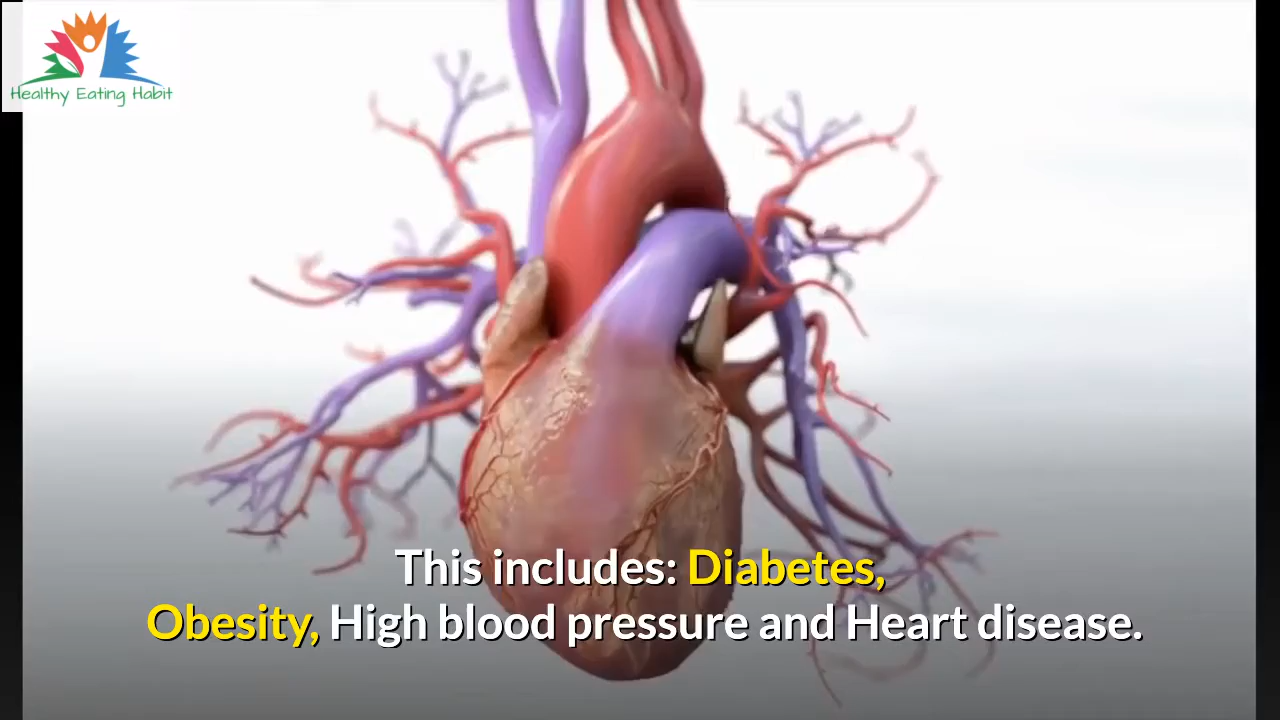 Healthy Eating Habit
This includes: Diabetes,
Obesity, High blood pressure and Heart disease.